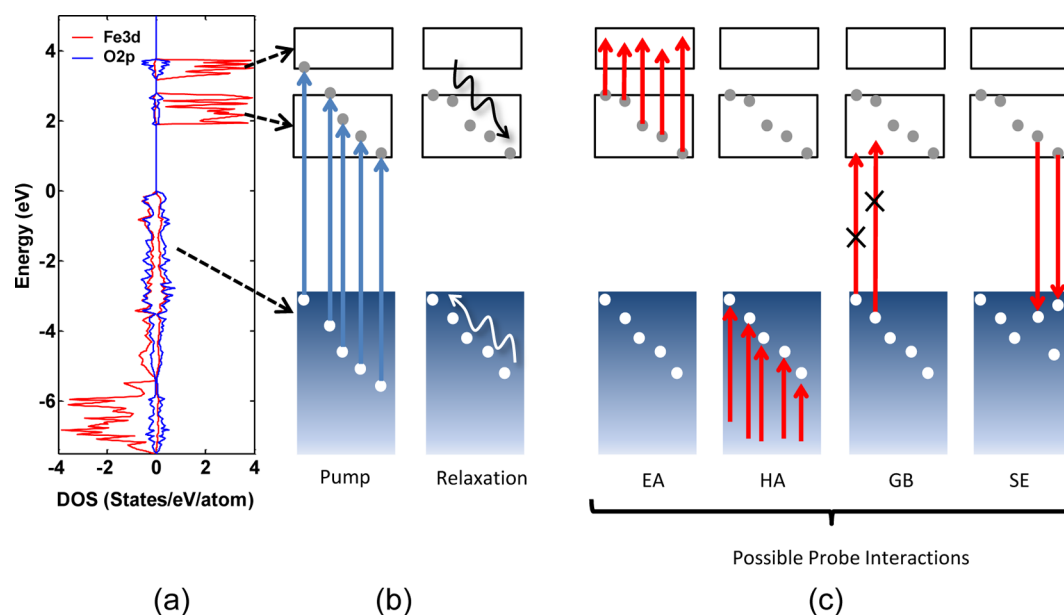 Fe3d
O2p
4
2
0
-2
-4
-6
Energy (eV)
-4 -2 0 2 4
DOS (States/eV/atom)
Pump Relaxation EA HA GB SE
Possible Probe Interactions
(a) (b) (c)